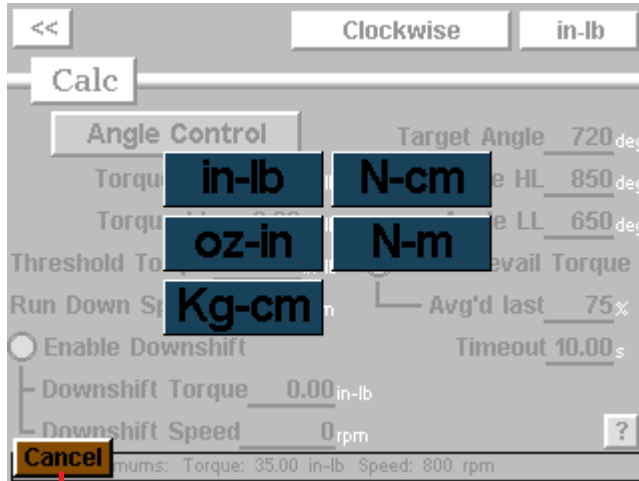 << Clockwise in-lb
Calc
Angle Control Target Angle 720 deg
Torqu in-lb N-cm e HL 850 deg
Torqu oz-in N-m e LL 650 deg
Threshold To evail Torque
Run Down Sp Kg-cm Avg'd last 75 %
Enable Downshift Timeout 10.00 s
Downshift Torque 0.00 in-lb
Downshift Speed 0 rpm ?
Cancel mums: Torque: 35.00 in-lb Speed: 800 rpm